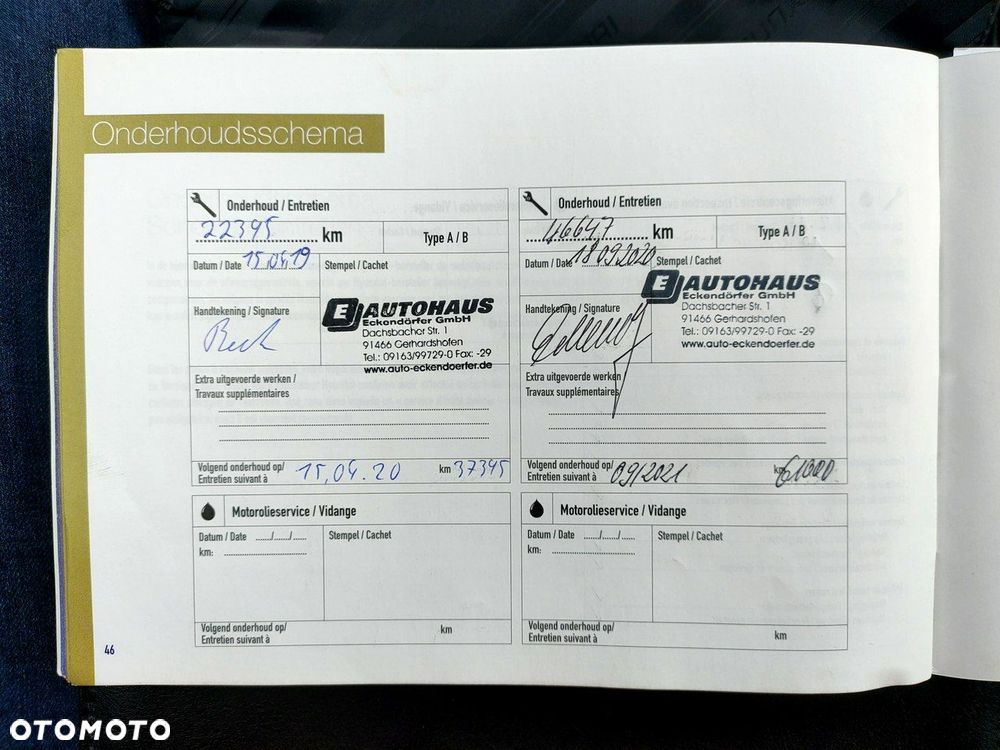 Onderhoudsschema
Onderhoud / Entretien
22395 km
Type A / B
Datum / Date 15.04.19
Stempel / Cachet
Handtekening / Signature
E AUTOHAUS
Eckendörfer GmbH
Dachsbacher Str. 1
91466 Gerhardshofen
Tel.: 09163/99729-0 Fax: -29
www.auto-eckendoerfer.de
Extra uitgevoerde werken /
Travaux supplémentaires
Volgend onderhoud op/
Entretien suivant à 15.04.20 km 37395
Motorolieservice / Vidange
Datum / Date ....../....../......
km:
Stempel / Cachet
Volgend onderhoud op/
Entretien suivant à
km
Onderhoud / Entretien
46647 km
Type A / B
Datum / Date 18.09.2020
Stempel / Cachet
Handtekening / Signature
E AUTOHAUS
Eckendörfer GmbH
Dachsbacher Str. 1
91466 Gerhardshofen
Tel.: 09163/99729-0 Fax: -29
www.auto-eckendoerfer.de
Extra uitgevoerde werken /
Travaux supplémentaires
Volgend onderhoud op/
Entretien suivant à 09/2021 km 61000
Motorolieservice / Vidange
Datum / Date ....../....../......
km:
Stempel / Cachet
Volgend onderhoud op/
Entretien suivant à
km
46
OTOMOTO